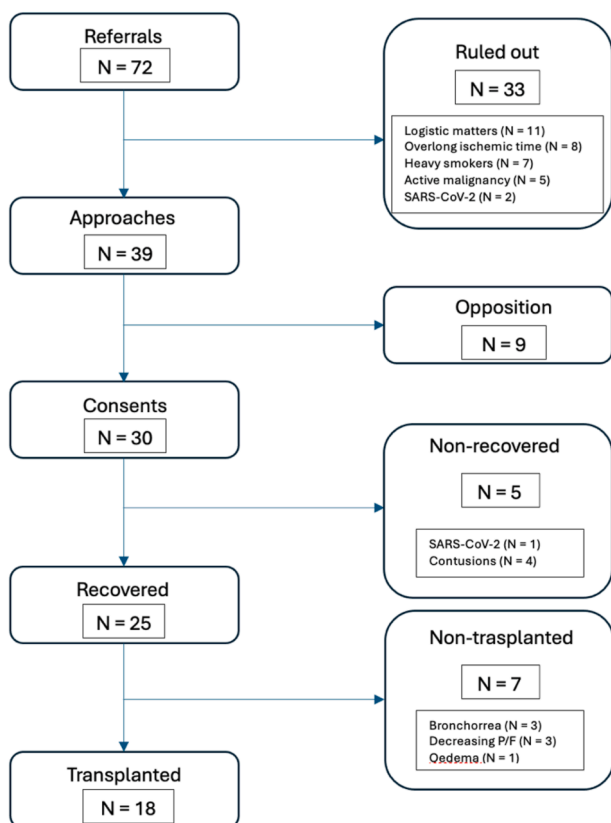 Referrals
N = 72
Ruled out
N = 33
Logistic matters (N = 11)
Overlong ischemic time (N = 8)
Heavy smokers (N = 7)
Active malignancy (N = 5)
SARS-CoV-2 (N = 2)
Approaches
N = 39
Opposition
N = 9
Consents
N = 30
Non-recovered
N = 5
SARS-CoV-2 (N = 1)
Contusions (N = 4)
Recovered
N = 25
Non-trasplanted
N = 7
Bronchorrea (N = 3)
Decreasing P/F (N = 3)
Oedema (N = 1)
Transplanted
N = 18